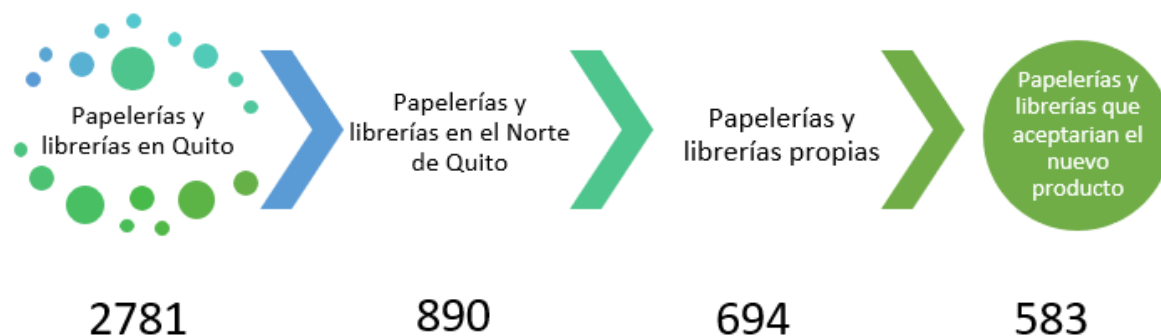 Papelerías y
librerías en Quito
Papelerías y
librerías en el Norte
de Quito
Papelerías y
librerías propias
Papelerías y
librerías que
aceptarian el
nuevo
producto
2781
890
694
583